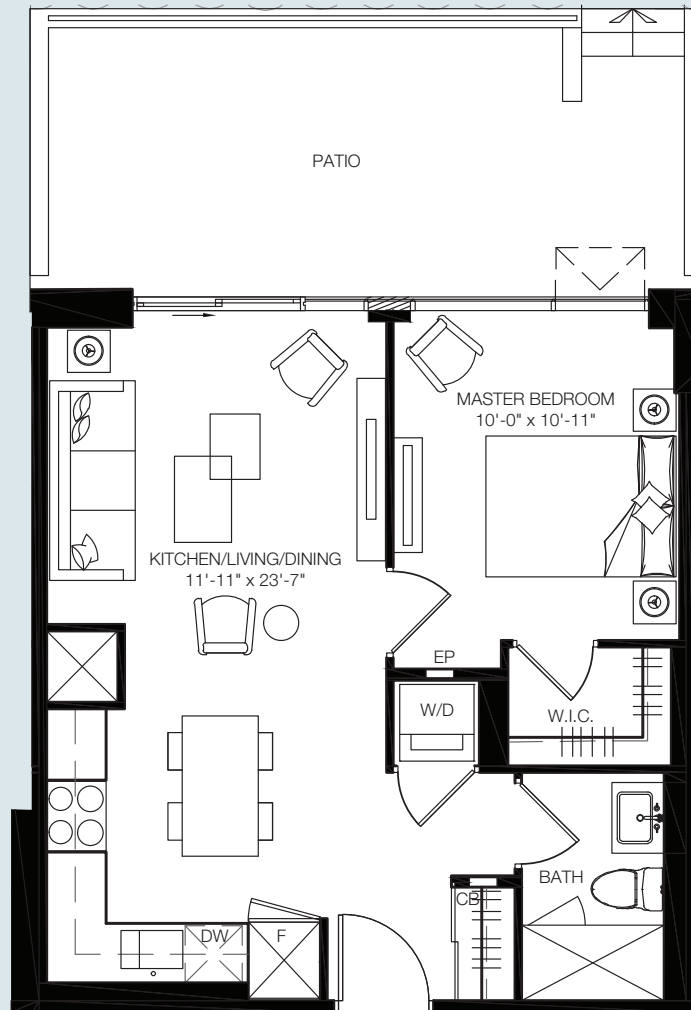 PATIO
MASTER BEDROOM
10'-0" x 10'-11"
KITCHEN/LIVING/DINING
11'-11" x 23'-7"
EP
W/D
W.I.C.
BATH
CB
DW
F